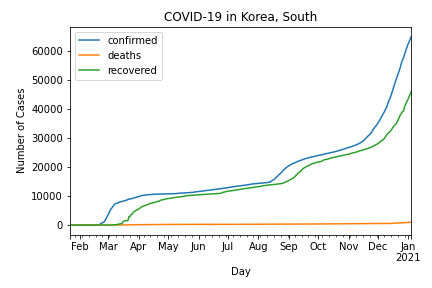 COVID-19 in Korea, South
confirmed
deaths
recovered
Number of Cases
60000
50000
40000
30000
20000
10000
0
Feb Mar Apr May Jun Jul Aug Sep Oct Nov Dec Jan
2021
Day